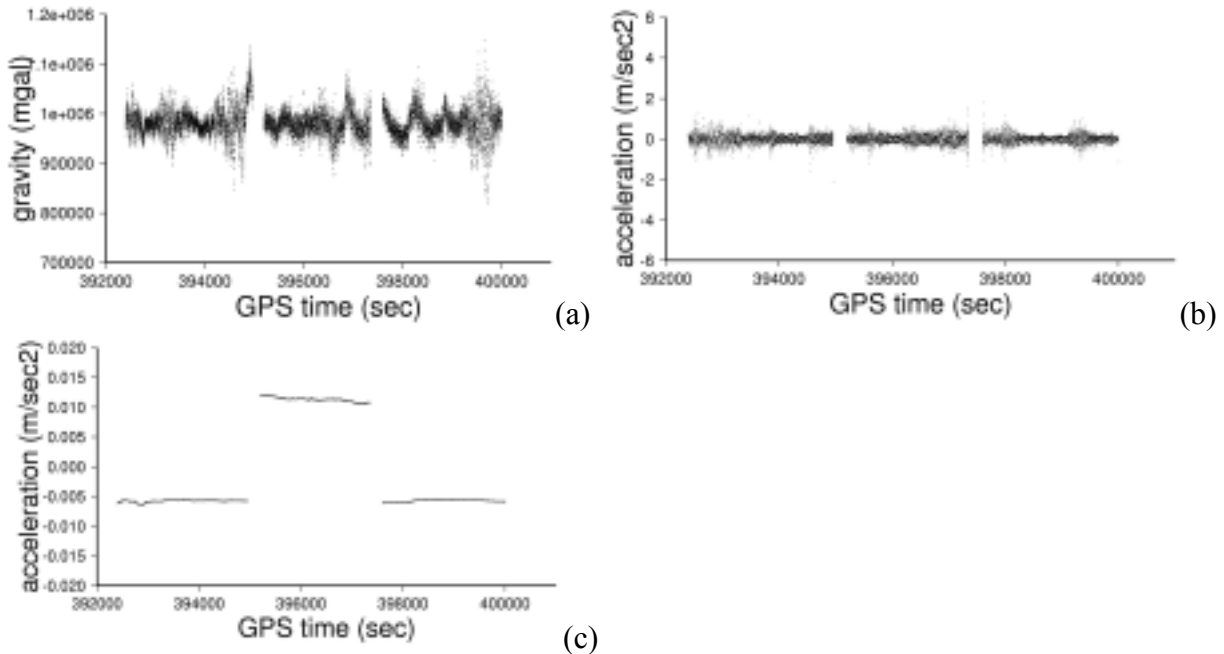 1.2e+006
1.1e+006
1e+006
900000
800000
700000
gravity (mgal)
392000 394000 396000 398000 400000
GPS time (sec)
(a)
6
4
2
0
-2
-4
-6
acceleration (m/sec2)
392000 394000 396000 398000 400000
GPS time (sec)
(b)
0.020
0.015
0.010
0.005
0.000
-0.005
-0.010
-0.015
-0.020
acceleration (m/sec2)
392000 394000 396000 398000 400000
GPS time (sec)
(c)